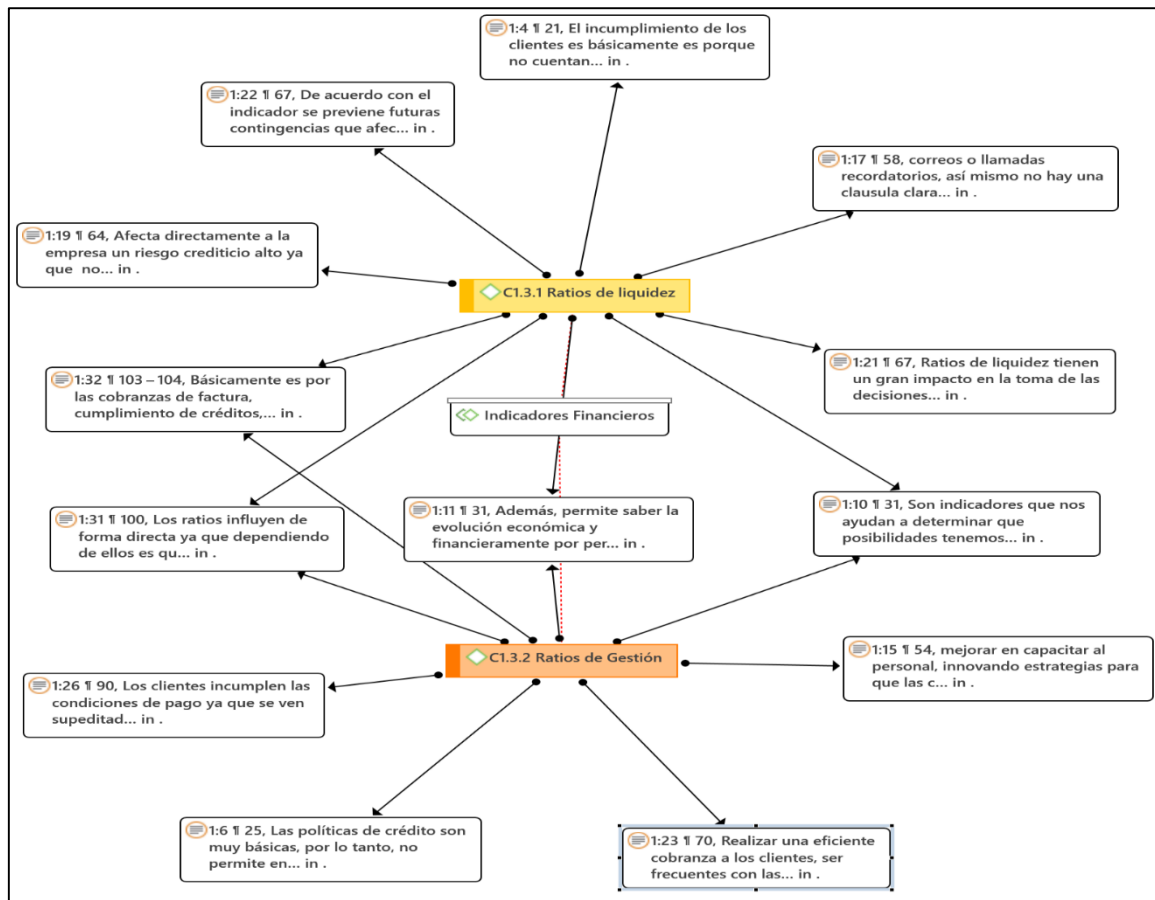 1:4 ¶ 21, El incumplimiento de los
clientes es básicamente es porque
no cuentan... in .
1:22 ¶ 67, De acuerdo con el
indicador se previene futuras
contingencias que afec... in .
1:17 ¶ 58, correos o llamadas
recordatorios, así mismo no hay una
clausula clara... in .
1:19 ¶ 64, Afecta directamente a la
empresa un riesgo crediticio alto ya
que no... in .
C1.3.1 Ratios de liquidez
1:32 ¶ 103 – 104, Básicamente es por
las cobranzas de factura,
cumplimiento de créditos,... in .
1:21 ¶ 67, Ratios de liquidez tienen
un gran impacto en la toma de las
decisiones... in .
Indicadores Financieros
1:31 ¶ 100, Los ratios influyen de
forma directa ya que dependiendo
de ellos es qu... in .
1:11 ¶ 31, Además, permite saber la
evolución económica y
financieramente por per... in .
1:10 ¶ 31, Son indicadores que nos
ayudan a determinar que
posibilidades tenemos... in .
C1.3.2 Ratios de Gestión
1:15 ¶ 54, mejorar en capacitar al
personal, innovando estrategias para
que las c... in .
1:26 ¶ 90, Los clientes incumplen las
condiciones de pago ya que se ven
supeditad... in .
1:6 ¶ 25, Las políticas de crédito son
muy básicas, por lo tanto, no
permite en... in .
1:23 ¶ 70, Realizar una eficiente
cobranza a los clientes, ser
frecuentes con las... in .